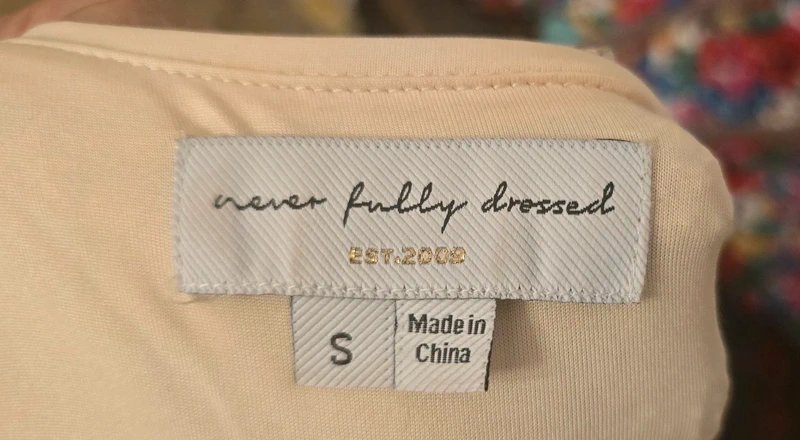 never fully dressed
EST.2009
S
Made in
China